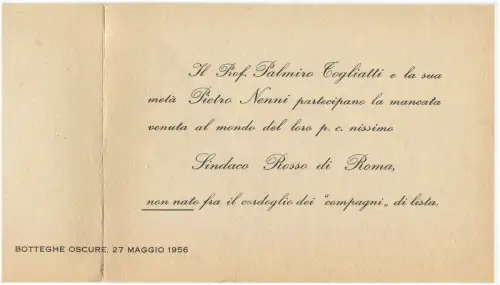 Il Prof. Palmiro Togliatti e la sua
metà Pietro Nenni partecipano la mancata
venuta al mondo del loro p. c. nissimo
Sindaco Rosso di Roma,
non nato fra il cordoglio dei "compagni„ di lista.
BOTTEGHE OSCURE, 27 MAGGIO 1956